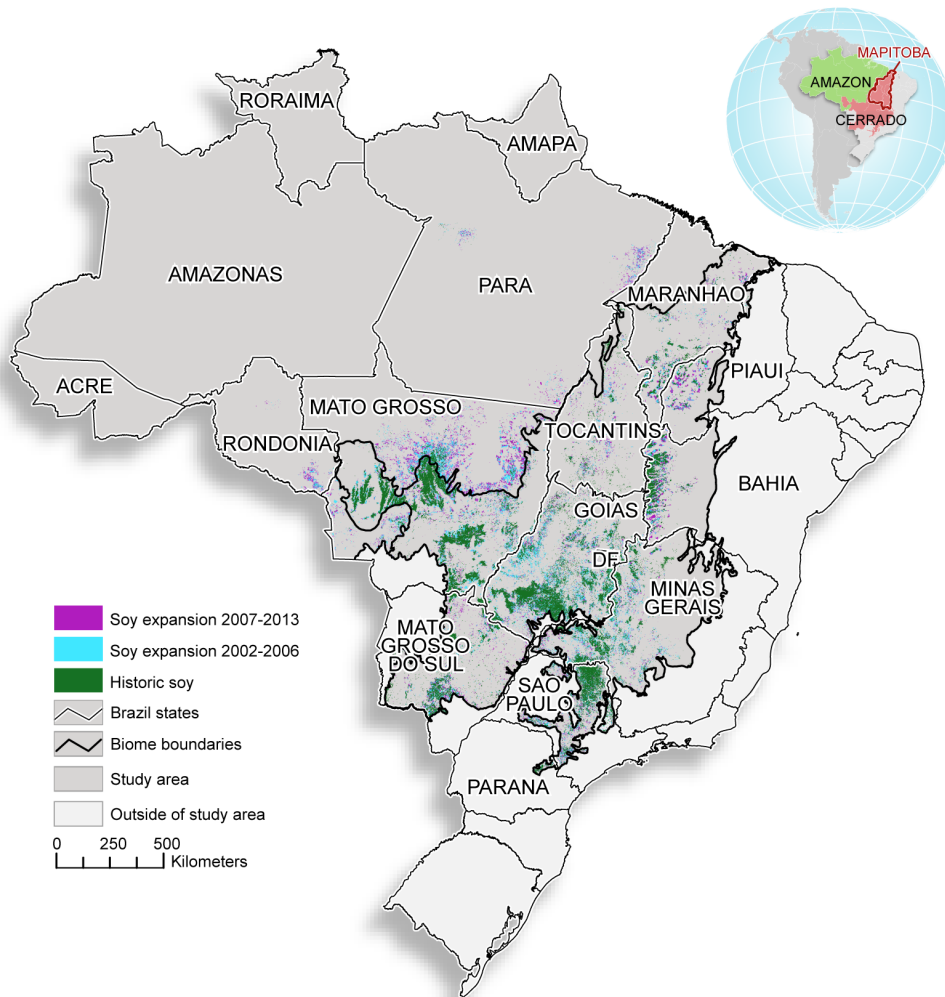 MAPITOBA
AMAZON
CERRADO
RORAIMA
AMAPA
AMAZONAS
PARA
MARANHAO
ACRE
MATO GROSSO
PIAUI
RONDONIA
TOCANTINS
BAHIA
GOIAS
DF
MINAS
GERAIS
MATO
GROSSO
DO SUL
SAO
PAULO
PARANA
Soy expansion 2007-2013
Soy expansion 2002-2006
Historic soy
Brazil states
Biome boundaries
Study area
Outside of study area
0 250 500
Kilometers